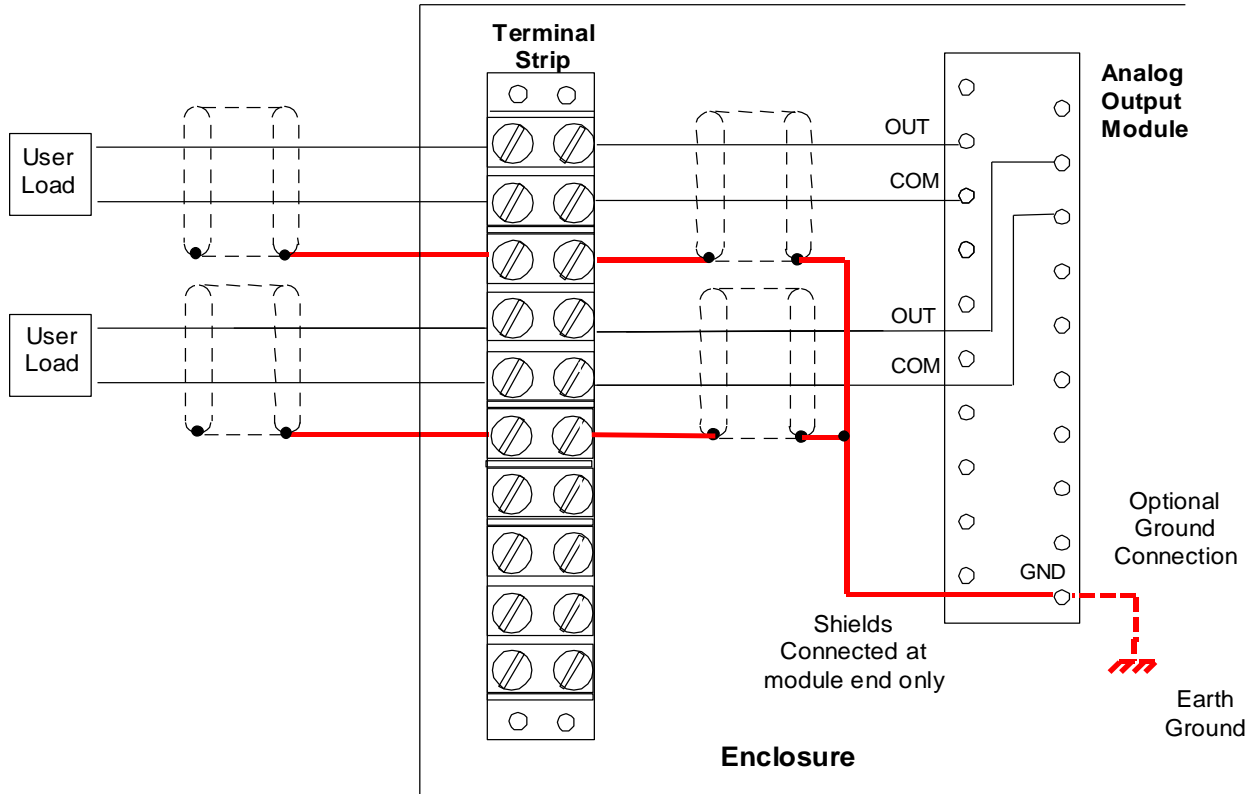 Terminal
Strip
Analog
Output
Module
OUT
User
Load
COM
OUT
User
Load
COM
Optional
Ground
Connection
GND
Shields
Connected at
module end only
Earth
Ground
Enclosure